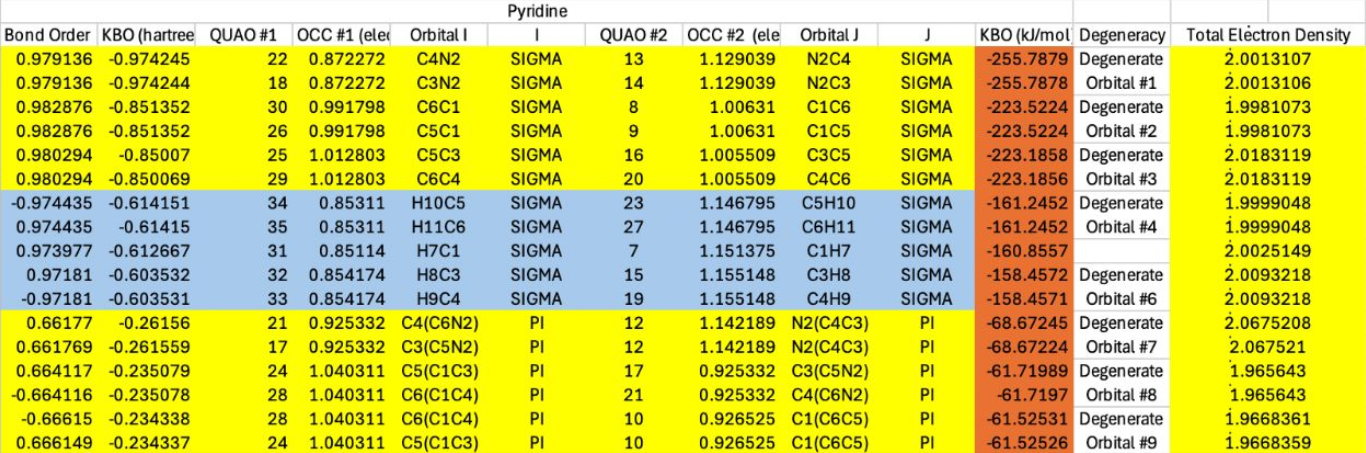 Pyridine
Bond Order KBO (hartree QUAO #1 OCC #1 (elec Orbital I I QUAO #2 OCC #2 (ele Orbital J J KBO (kJ/mol Degeneracy Total Electron Density
0.979136 -0.974245 22 0.872272 C4N2 SIGMA 13 1.129039 N2C4 SIGMA -255.7879 Degenerate 2.0013107
0.979136 -0.974244 18 0.872272 C3N2 SIGMA 14 1.129039 N2C3 SIGMA -255.7878 Orbital #1 2.0013106
0.982876 -0.851352 30 0.991798 C6C1 SIGMA 8 1.00631 C1C6 SIGMA -223.5224 Degenerate 1.9981073
0.982876 -0.851352 26 0.991798 C5C1 SIGMA 9 1.00631 C1C5 SIGMA -223.5224 Orbital #2 1.9981073
0.980294 -0.85007 25 1.012803 C5C3 SIGMA 16 1.005509 C3C5 SIGMA -223.1858 Degenerate 2.0183119
0.980294 -0.850069 29 1.012803 C6C4 SIGMA 20 1.005509 C4C6 SIGMA -223.1856 Orbital #3 2.0183119
-0.974435 -0.614151 34 0.85311 H10C5 SIGMA 23 1.146795 C5H10 SIGMA -161.2452 Degenerate 1.9999048
0.974435 -0.61415 35 0.85311 H11C6 SIGMA 27 1.146795 C6H11 SIGMA -161.2452 Orbital #4 1.9999048
0.973977 -0.612667 31 0.85114 H7C1 SIGMA 7 1.151375 C1H7 SIGMA -160.8557 2.0025149
0.97181 -0.603532 32 0.854174 H8C3 SIGMA 15 1.155148 C3H8 SIGMA -158.4572 Degenerate 2.0093218
-0.97181 -0.603531 33 0.854174 H9C4 SIGMA 19 1.155148 C4H9 SIGMA -158.4571 Orbital #6 2.0093218
0.66177 -0.26156 21 0.925332 C4(C6N2) PI 12 1.142189 N2(C4C3) PI -68.67245 Degenerate 2.0675208
0.661769 -0.261559 17 0.925332 C3(C5N2) PI 12 1.142189 N2(C4C3) PI -68.67224 Orbital #7 2.067521
0.664117 -0.235079 24 1.040311 C5(C1C3) PI 17 0.925332 C3(C5N2) PI -61.71989 Degenerate 1.965643
-0.664116 -0.235078 28 1.040311 C6(C1C4) PI 21 0.925332 C4(C6N2) PI -61.7197 Orbital #8 1.965643
-0.66615 -0.234338 28 1.040311 C6(C1C4) PI 10 0.926525 C1(C6C5) PI -61.52531 Degenerate 1.9668361
0.666149 -0.234337 24 1.040311 C5(C1C3) PI 10 0.926525 C1(C6C5) PI -61.52526 Orbital #9 1.9668359